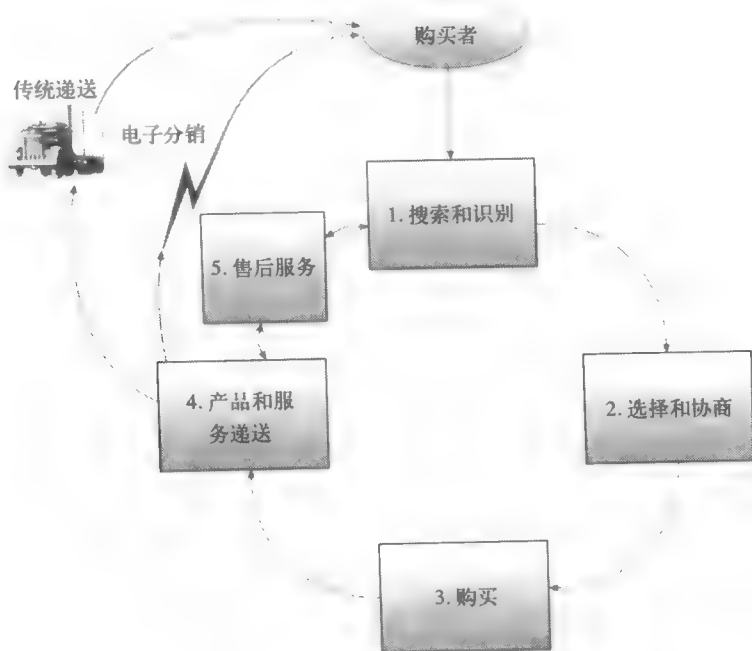 购买者
传统递送
电子分销
1. 搜索和识别
5. 售后服务
4. 产品和服
务递送
2. 选择和协商
3. 购买